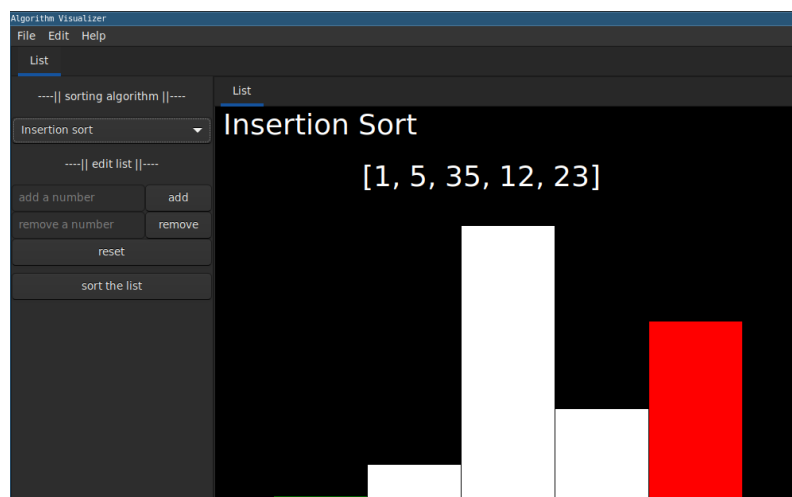 Algorithm Visualizer
File Edit Help
List
----|| sorting algorithm ||----
Insertion sort
----|| edit list ||----
add a number add
remove a number remove
reset
sort the list
List
Insertion Sort
[1, 5, 35, 12, 23]